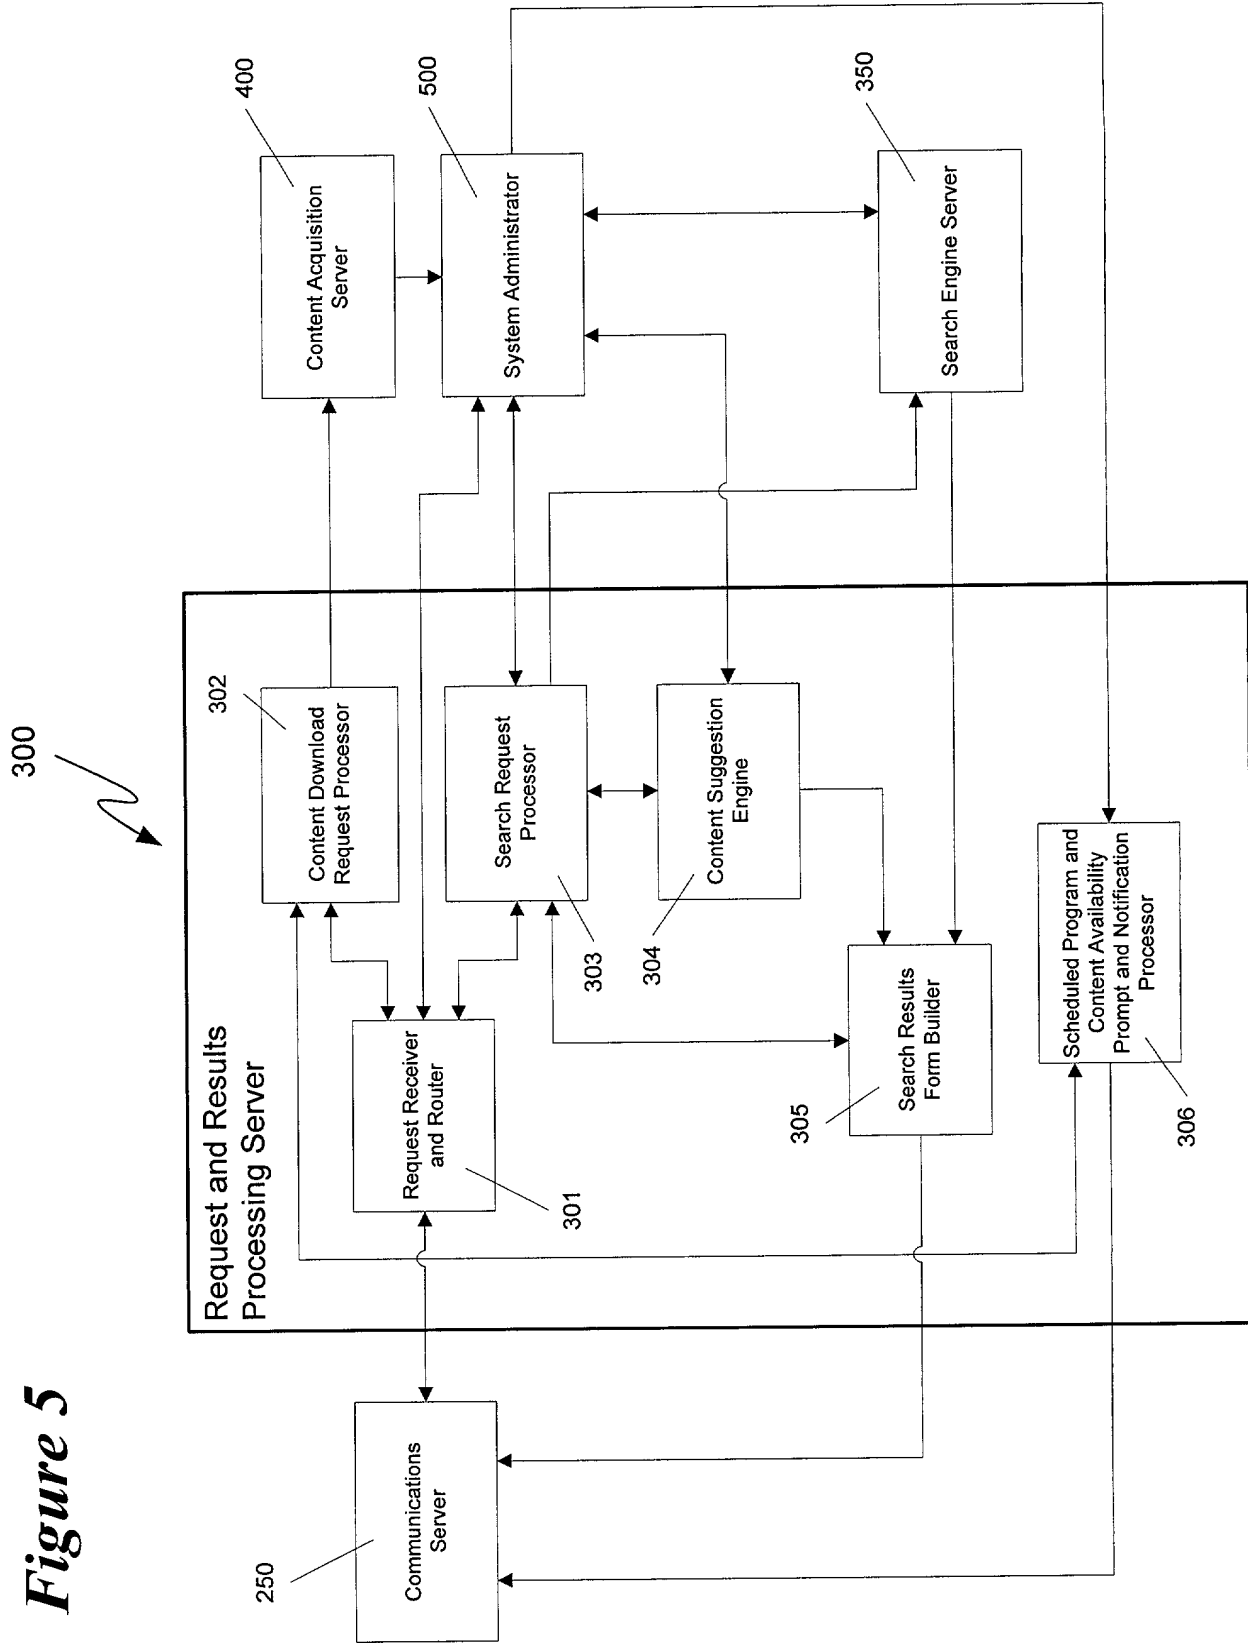 Figure 5
300
Request and Results
Processing Server
250
Communications
Server
301
Request Receiver
and Router
302
Content Download
Request Processor
303
Search Request
Processor
304
Content Suggestion
Engine
305
Search Results
Form Builder
306
Scheduled Program and
Content Availability
Prompt and Notification
Processor
400
Content Acquisition
Server
500
System Administrator
350
Search Engine Server